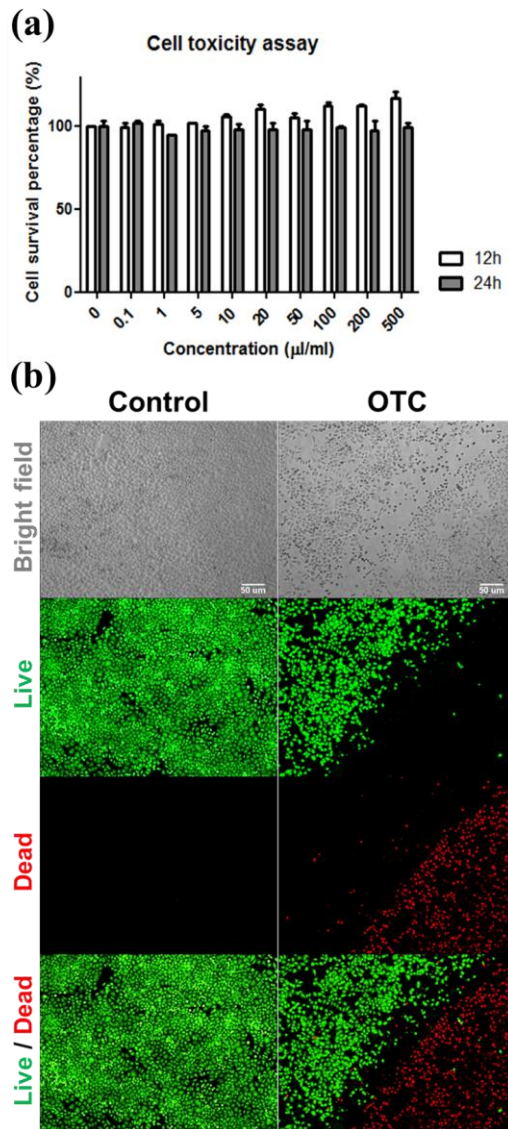 (a)
Cell toxicity assay
Cell survival percentage (%)
100
50
0
0
0.1
1
5
10
20
50
100
200
500
Concentration (µl/ml)
12h
24h
(b)
Control
OTC
Bright field
50 um
50 um
Live
Dead
Live / Dead